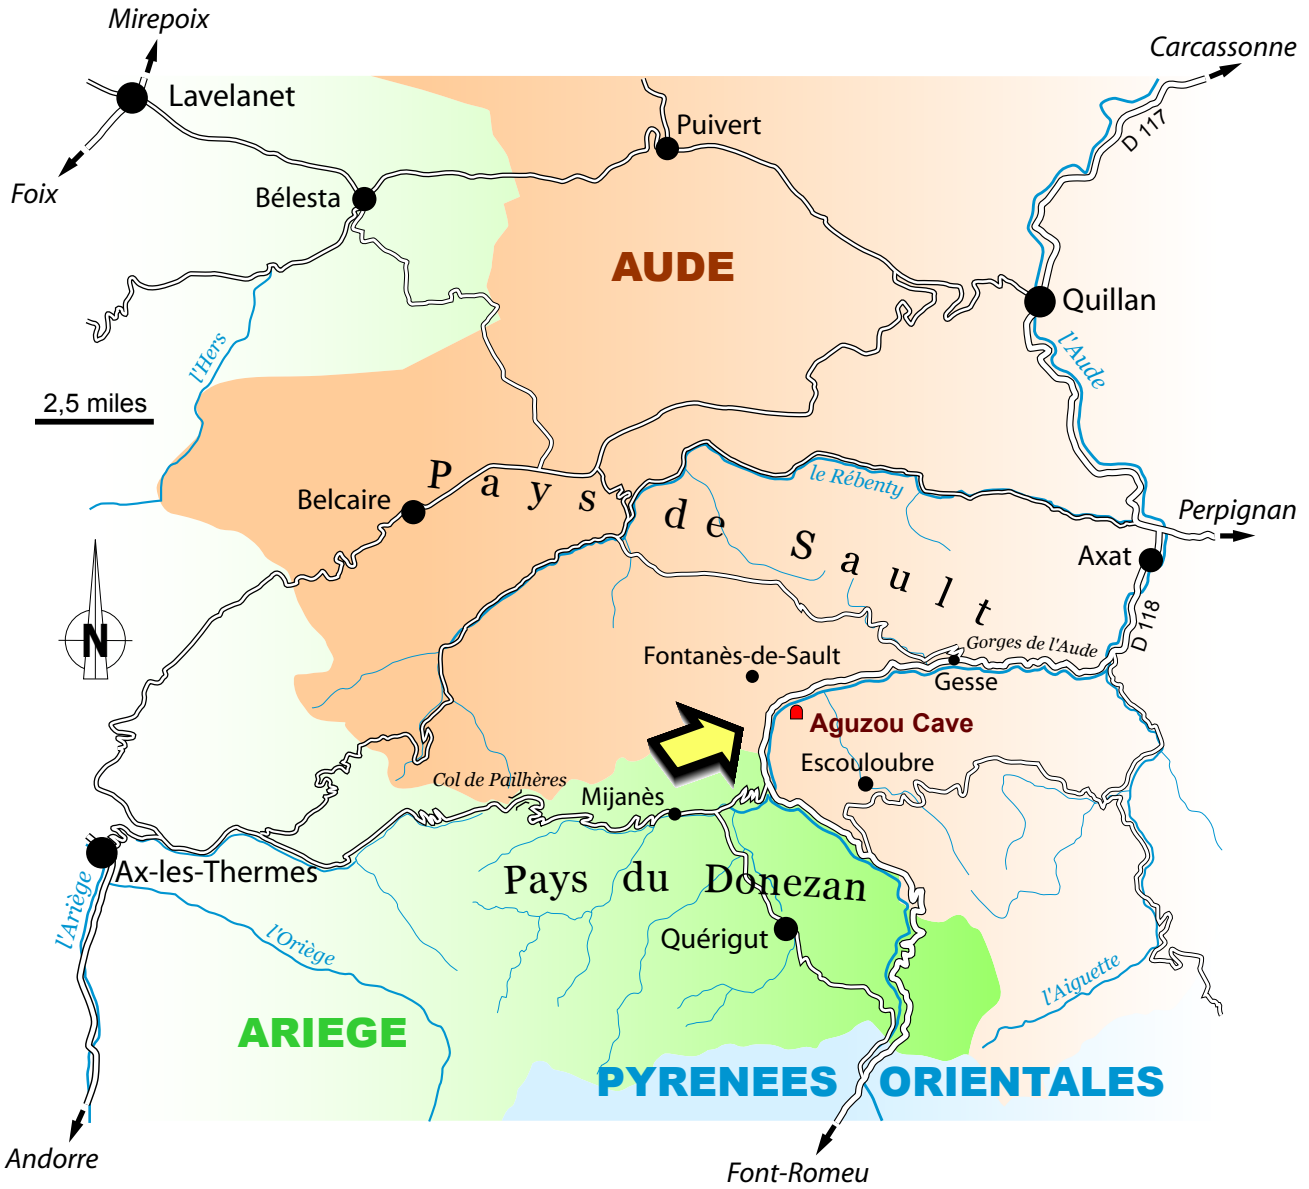 Mirepoix
Carcassonne
Lavelanet
Puivert
D 117
Foix
Bélesta
AUDE
Quillan
l'Hers
l'Aude
2,5 miles
Pays de Sault
le Rébenty
Belcaire
Perpignan
Axat
N
D 118
Gorges de l'Aude
Fontanès-de-Sault
Gesse
Aguzou Cave
Escouloubre
Col de Pailhères
Mijanès
Ax-les-Thermes
Pays du Donezan
l'Ariège
l'Oriège
Quérigut
l'Aiguette
ARIEGE
PYRENEES ORIENTALES
Andorre
Font-Romeu